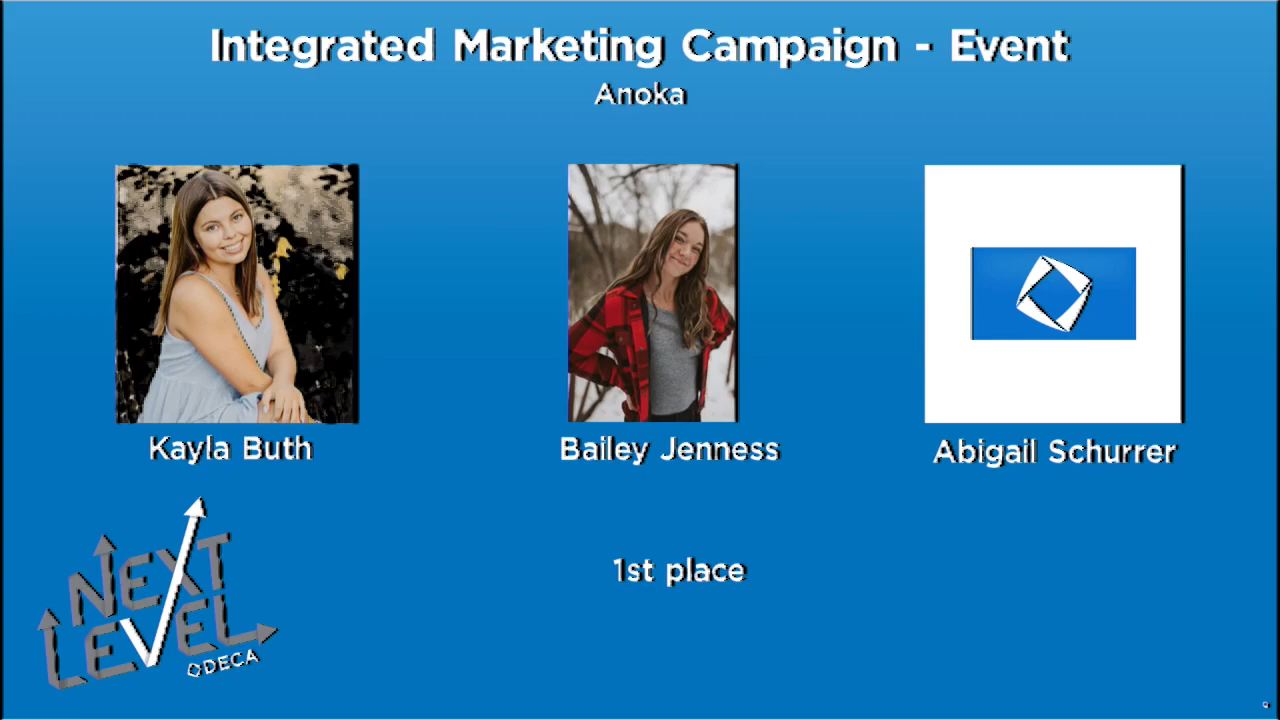 Integrated Marketing Campaign - Event
Anoka
Kayla Buth
Bailey Jenness
Abigail Schurrer
1st place
NEXT
LEVEL
DECA